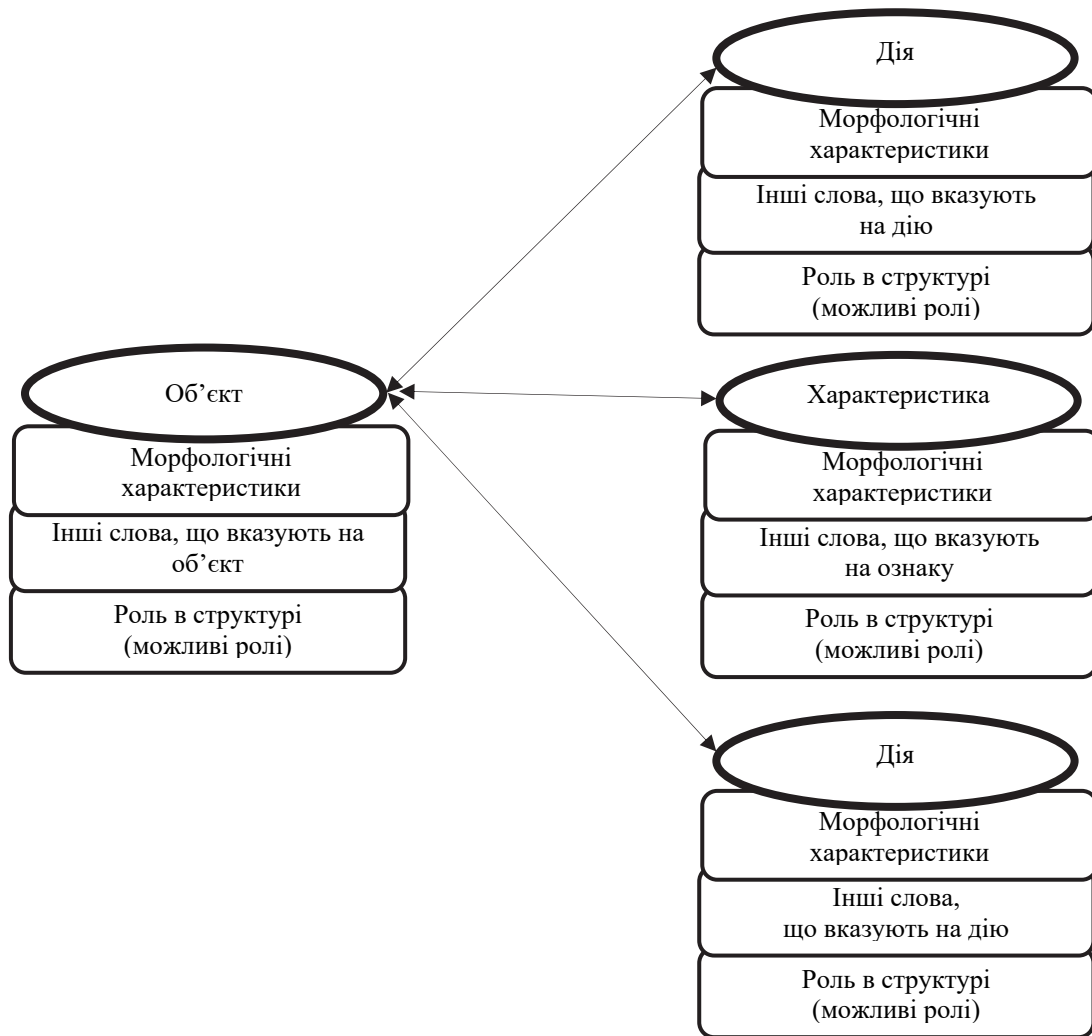 Дія
Морфологічні
характеристики
Інші слова, що вказують
на дію
Роль в структурі
(можливі ролі)
Об’єкт
Морфологічні
характеристики
Інші слова, що вказують на
об’єкт
Роль в структурі
(можливі ролі)
Характеристика
Морфологічні
характеристики
Інші слова, що вказують
на ознаку
Роль в структурі
(можливі ролі)
Дія
Морфологічні
характеристики
Інші слова,
що вказують на дію
Роль в структурі
(можливі ролі)